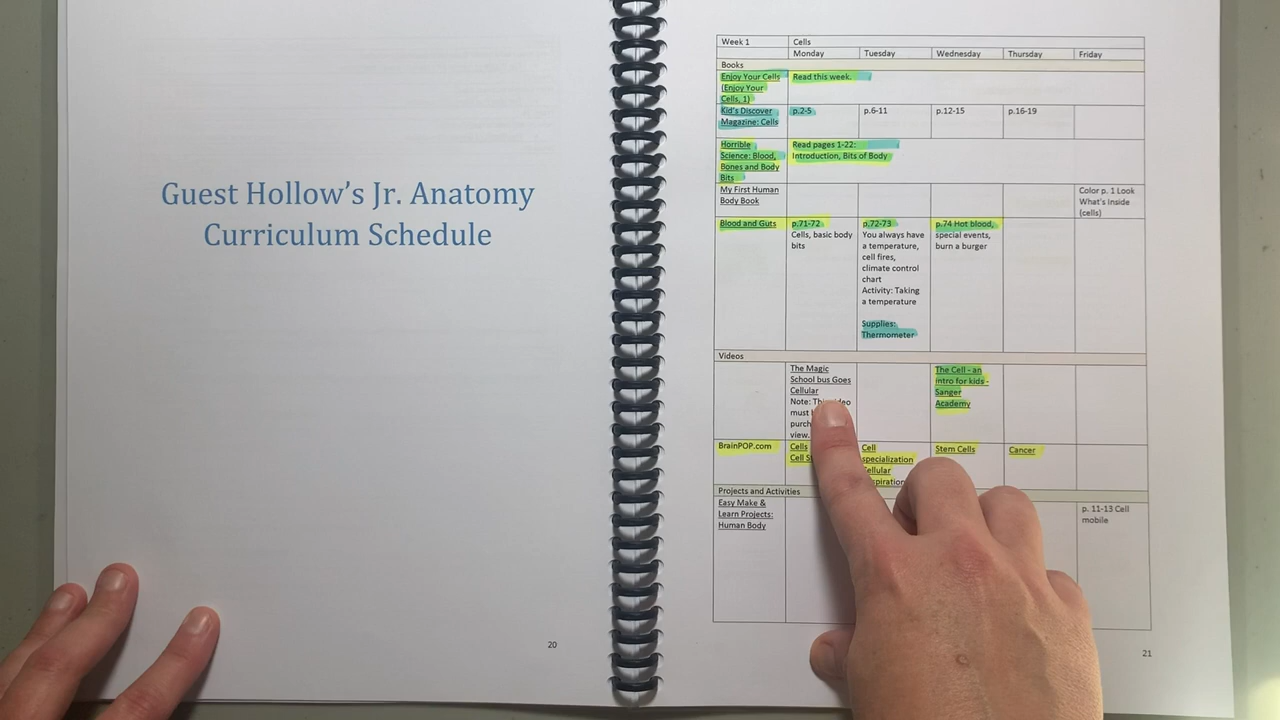 Guest Hollow's Jr. Anatomy
Curriculum Schedule
20
Week 1 Cells
Monday Tuesday Wednesday Thursday Friday
Books
Enjoy Your Cells
(Enjoy Your
Cells, 1)
Read this week.
Kid's Discover
Magazine: Cells
p.2-5 p.6-11 p.12-15 p.16-19
Horrible
Science: Blood,
Bones and Body
Bits
Read pages 1-22:
Introduction, Bits of Body
My First Human
Body Book
Color p. 1 Look
What's Inside
(cells)
Blood and Guts
p.71-72
Cells, basic body
bits
p.72-73
You always have
a temperature,
cell fires,
climate control
chart
Activity: Taking
a temperature
Supplies:
Thermometer
p.74 Hot blood,
special events,
burn a burger
Videos
The Magic
School bus Goes
Cellular
Note:
must
view.
The Cell - an
intro for kids -
Sanger
Academy
BrainPOP.com
Cells
Cell
Cell
specialization
Cellular
Stem Cells
Cancer
Projects and Activities
Easy Make &
Learn Projects:
Human Body
p. 11-13 Cell
mobile
21